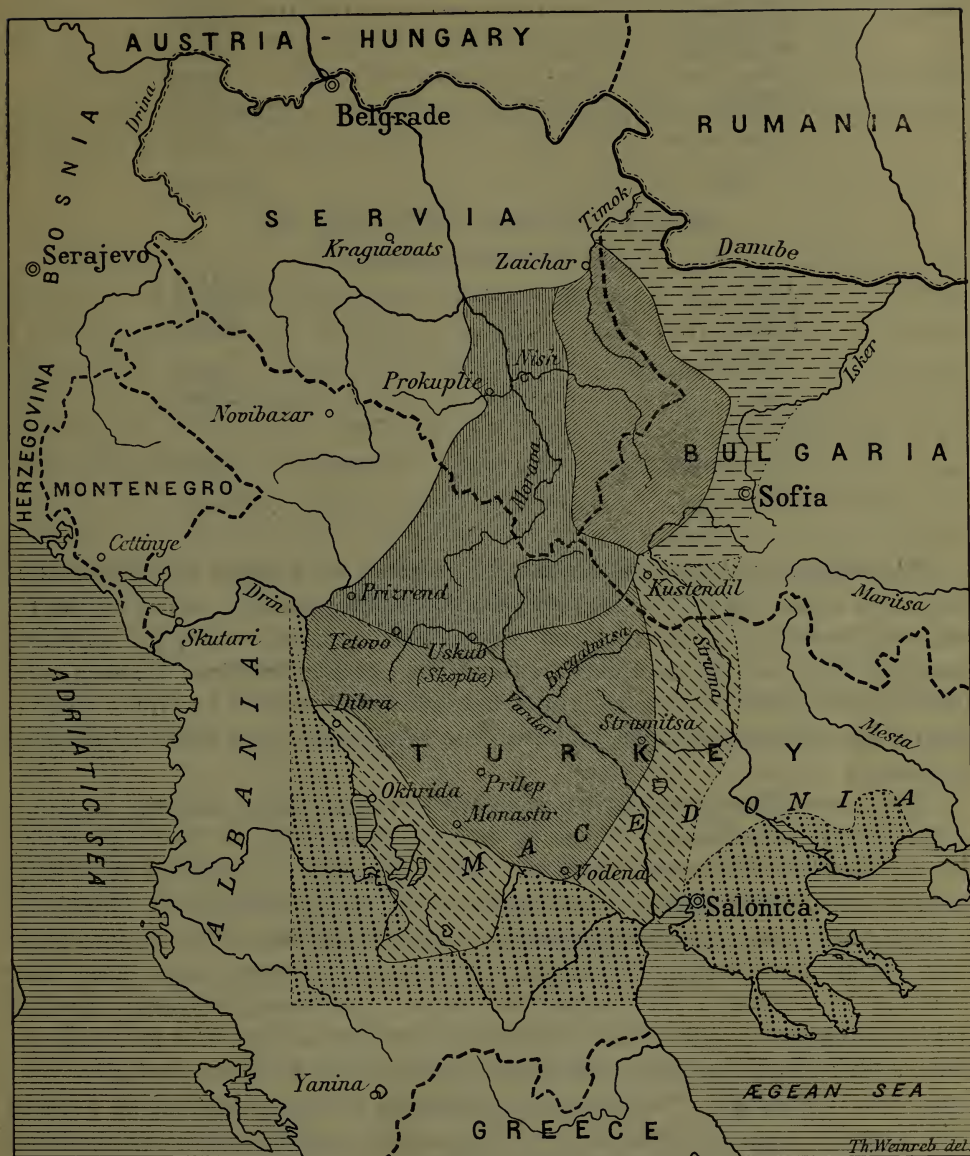 AUSTRIA - HUNGARY
Drina
Belgrade
RUMANIA
BOSNIA
SERVIA
Timok
Kraguievats
Serajevo
Zaichar
Danube
Isker
Nish
Prokuplie
Novibazar
HERZEGOVINA
Morava
BULGARIA
MONTENEGRO
Sofia
Cettinye
Drin
Prizrend
Kustendil
Maritsa
Skutari
Tetovo
Uskub
(Skoplie)
Bregalnitsa
Struma
ADRIATIC SEA
ALBANIA
Dibra
Vardar
Strumitsa
Mesta
TURKEY
Prilep
Okhrida
Monastir
MACEDONIA
Vodena
Salonica
Yanina
ÆGEAN SEA
GREECE
Th. Weinreb del.